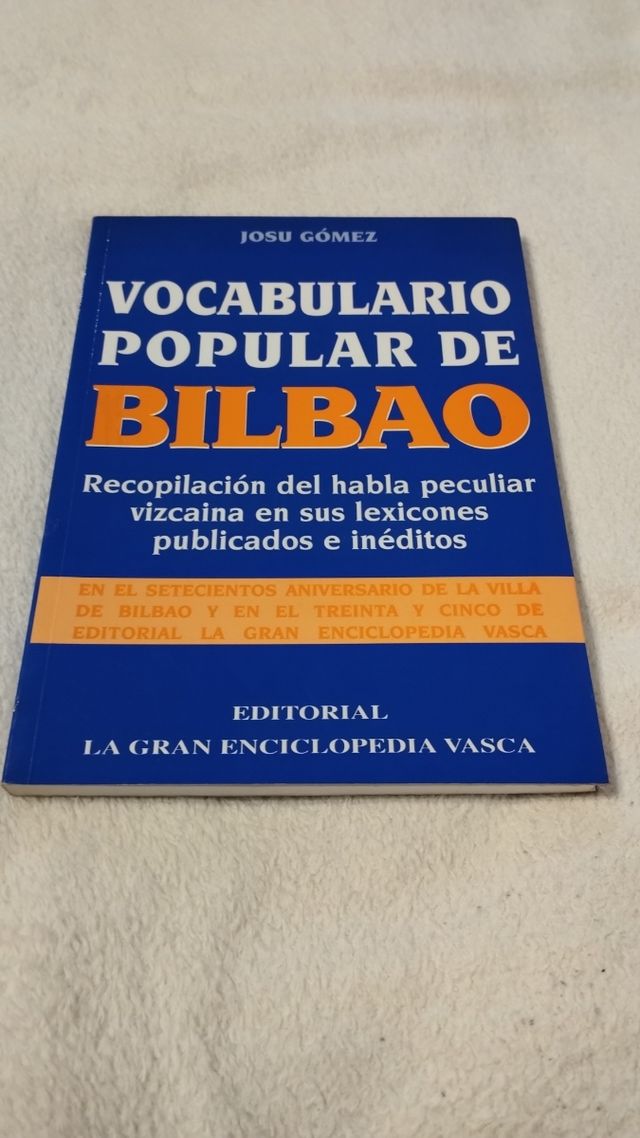 JOSU GÓMEZ
VOCABULARIO
POPULAR DE
BILBAO
Recopilación del habla peculiar
vizcaina en sus lexicones
publicados e inéditos
EN EL SETECIENTOS ANIVERSARIO DE LA VILLA
DE BILBAO Y EN EL TREINTA Y CINCO DE
EDITORIAL LA GRAN ENCICLOPEDIA VASCA
EDITORIAL
LA GRAN ENCICLOPEDIA VASCA